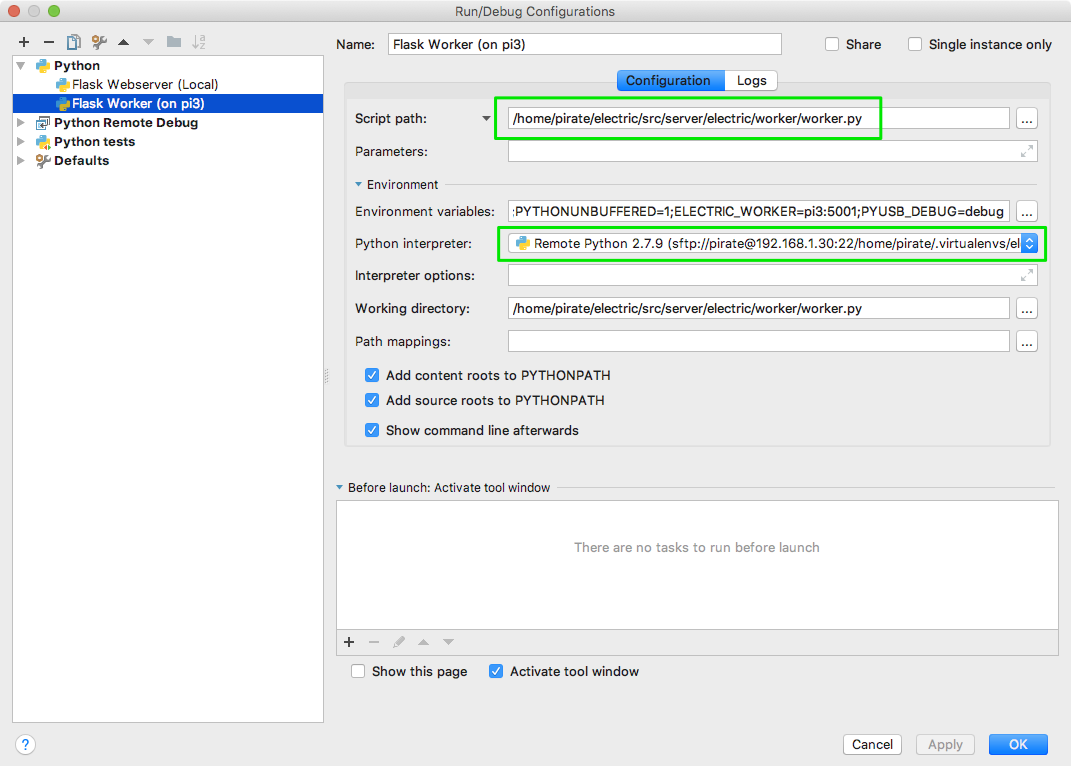 Run/Debug Configurations
Name: Flask Worker (on pi3) Share Single instance only
Python
Flask Webserver (Local)
Flask Worker (on pi3)
Python Remote Debug
Python tests
Defaults
Configuration Logs
Script path: /home/pirate/electric/src/server/electric/worker/worker.py ...
Parameters:
Environment
Environment variables: ;PYTHONUNBUFFERED=1;ELECTRIC_WORKER=pi3:5001;PYUSB_DEBUG=debug ...
Python interpreter: Remote Python 2.7.9 (sftp://pirate@192.168.1.30:22/home/pirate/.virtualenvs/el
Interpreter options:
Working directory: /home/pirate/electric/src/server/electric/worker/worker.py ...
Path mappings: ...
Add content roots to PYTHONPATH
Add source roots to PYTHONPATH
Show command line afterwards
Before launch: Activate tool window
There are no tasks to run before launch
Show this page Activate tool window
? Cancel Apply OK